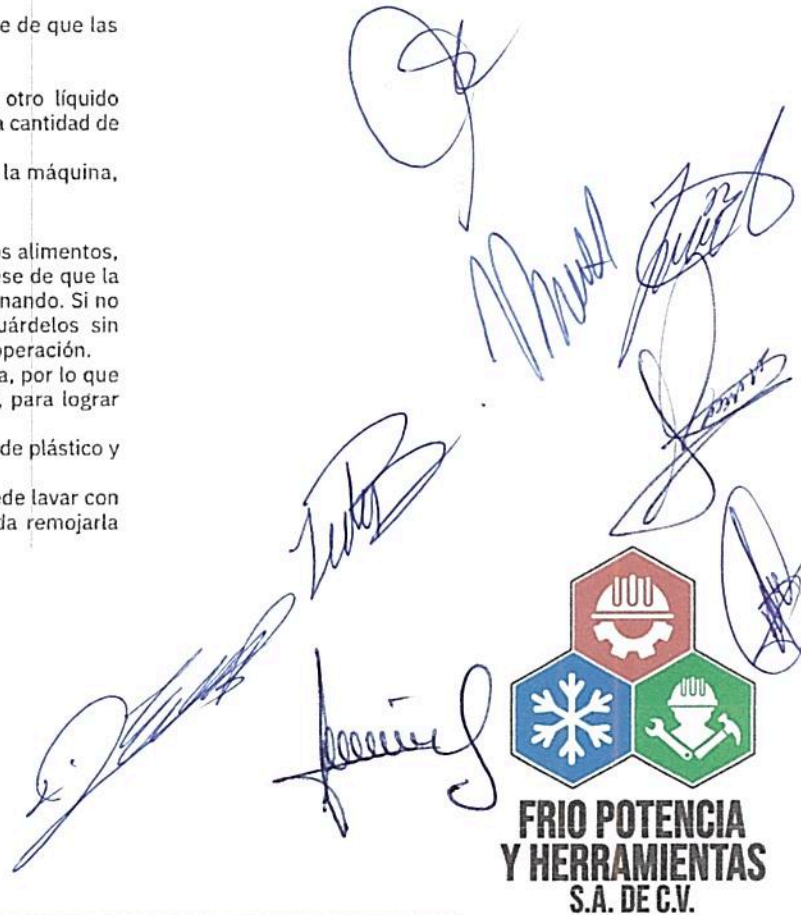 e de que las
otro líquido
a cantidad de
la máquina,
s alimentos,
se de que la
nando. Si no
uárdelos sin
operación.
a, por lo que
, para lograr
de plástico y
ede lavar con
da remojarla
FRIO POTENCIA
Y HERRAMIENTAS
S.A. DE C.V.